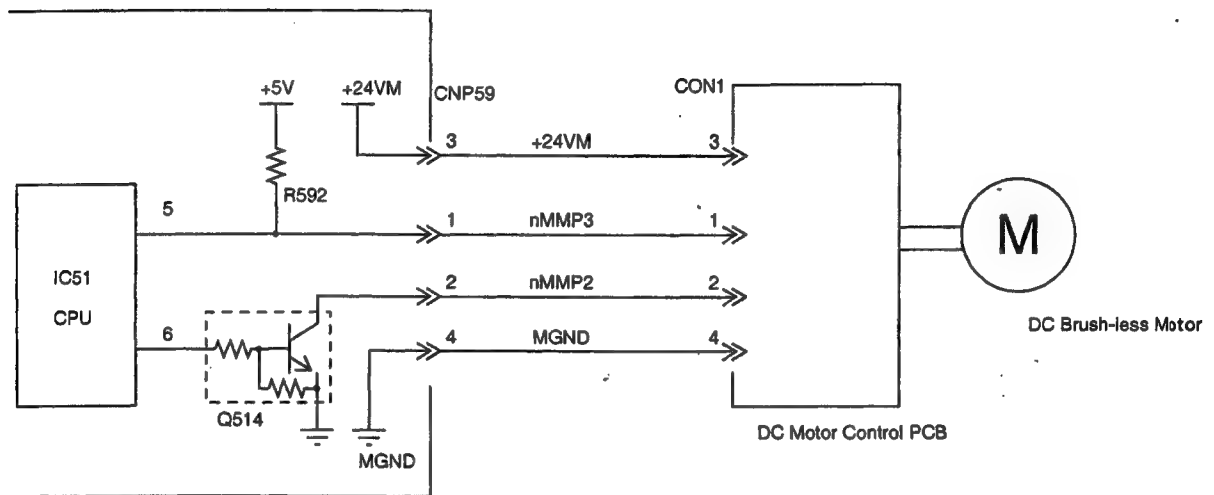 +5V
+24VM
CNP59
CON1
3
+24VM
3
R592
5
1
nMMP3
1
IC51
CPU
2
nMMP2
2
M
6
4
MGND
4
DC Brush-less Motor
Q514
MGND
DC Motor Control PCB